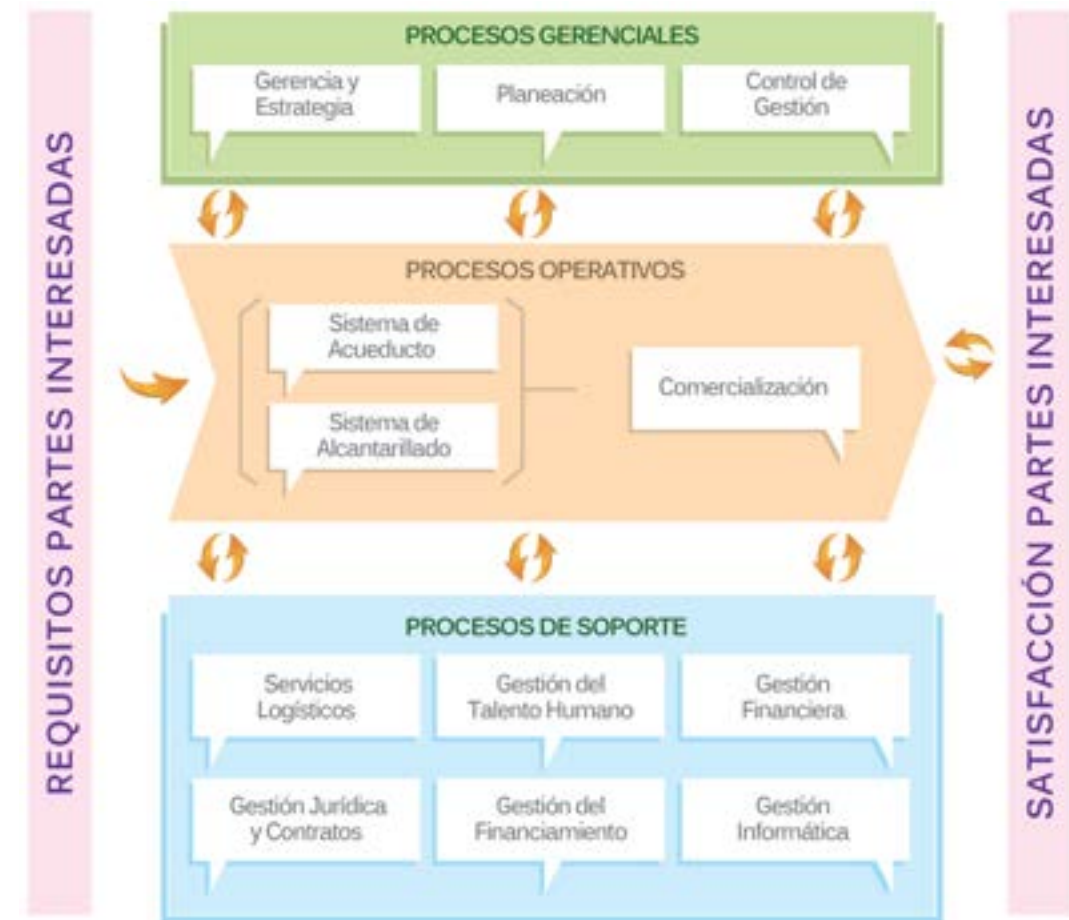 REQUISITOS PARTES INTERESADAS
PROCESOS GERENCIALES
Gerencia y
Estrategia
Planeación
Control de
Gestión
PROCESOS OPERATIVOS
Sistema de
Acueducto
Sistema de
Alcantarillado
Comercialización
PROCESOS DE SOPORTE
Servicios
Logísticos
Gestión del
Talento Humano
Gestión
Financiera
Gestión Jurídica
y Contratos
Gestión del
Financiamiento
Gestión
Informática
SATISFACCIÓN PARTES INTERESADAS